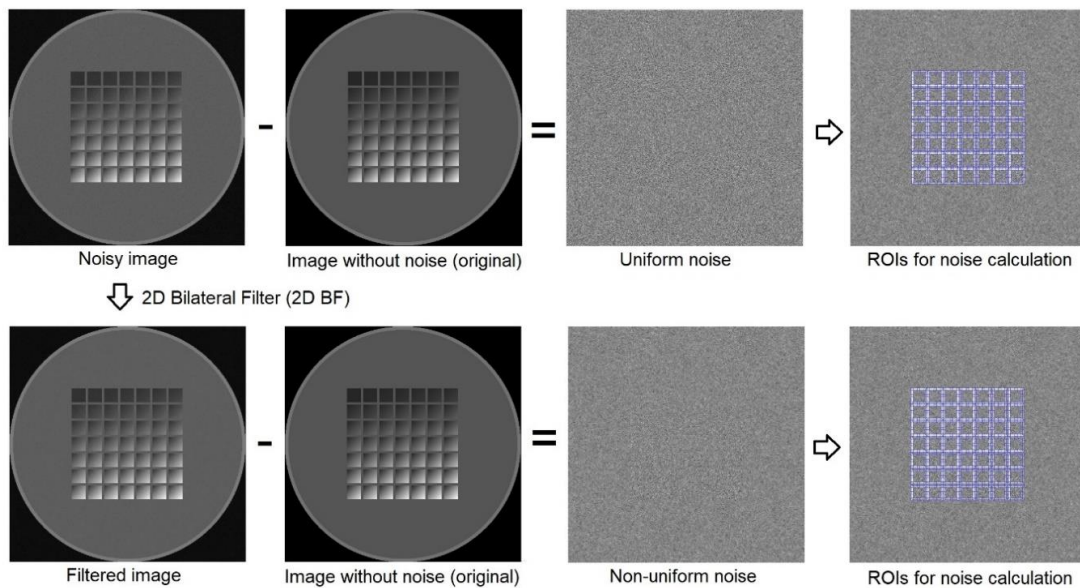 Noisy image
Image without noise (original)
Uniform noise
ROIs for noise calculation
2D Bilateral Filter (2D BF)
Filtered image
Image without noise (original)
Non-uniform noise
ROIs for noise calculation